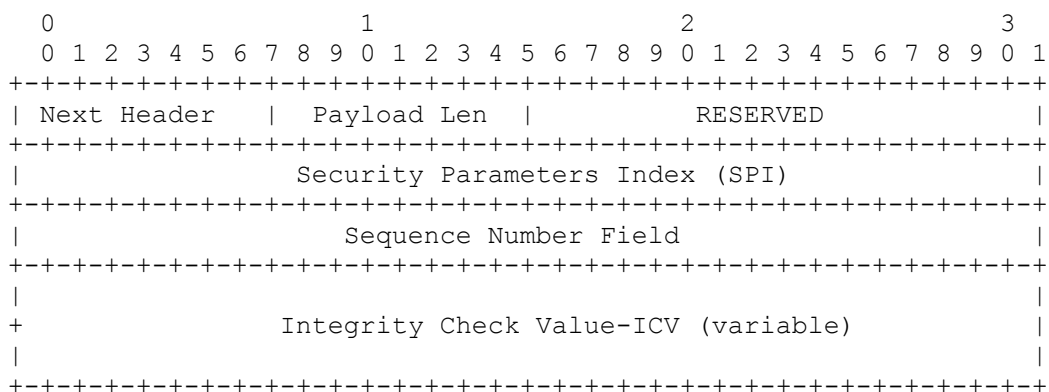 0                   1                   2                   3
0 1 2 3 4 5 6 7 8 9 0 1 2 3 4 5 6 7 8 9 0 1 2 3 4 5 6 7 8 9 0 1
+-+-+-+-+-+-+-+-+-+-+-+-+-+-+-+-+-+-+-+-+-+-+-+-+-+-+-+-+-+-+-+-+
| Next Header   |  Payload Len  |          RESERVED             |
+-+-+-+-+-+-+-+-+-+-+-+-+-+-+-+-+-+-+-+-+-+-+-+-+-+-+-+-+-+-+-+-+
|                 Security Parameters Index (SPI)               |
+-+-+-+-+-+-+-+-+-+-+-+-+-+-+-+-+-+-+-+-+-+-+-+-+-+-+-+-+-+-+-+-+
|                    Sequence Number Field                      |
+-+-+-+-+-+-+-+-+-+-+-+-+-+-+-+-+-+-+-+-+-+-+-+-+-+-+-+-+-+-+-+-+
|                                                               |
+                Integrity Check Value-ICV (variable)           |
|                                                               |
+-+-+-+-+-+-+-+-+-+-+-+-+-+-+-+-+-+-+-+-+-+-+-+-+-+-+-+-+-+-+-+-+